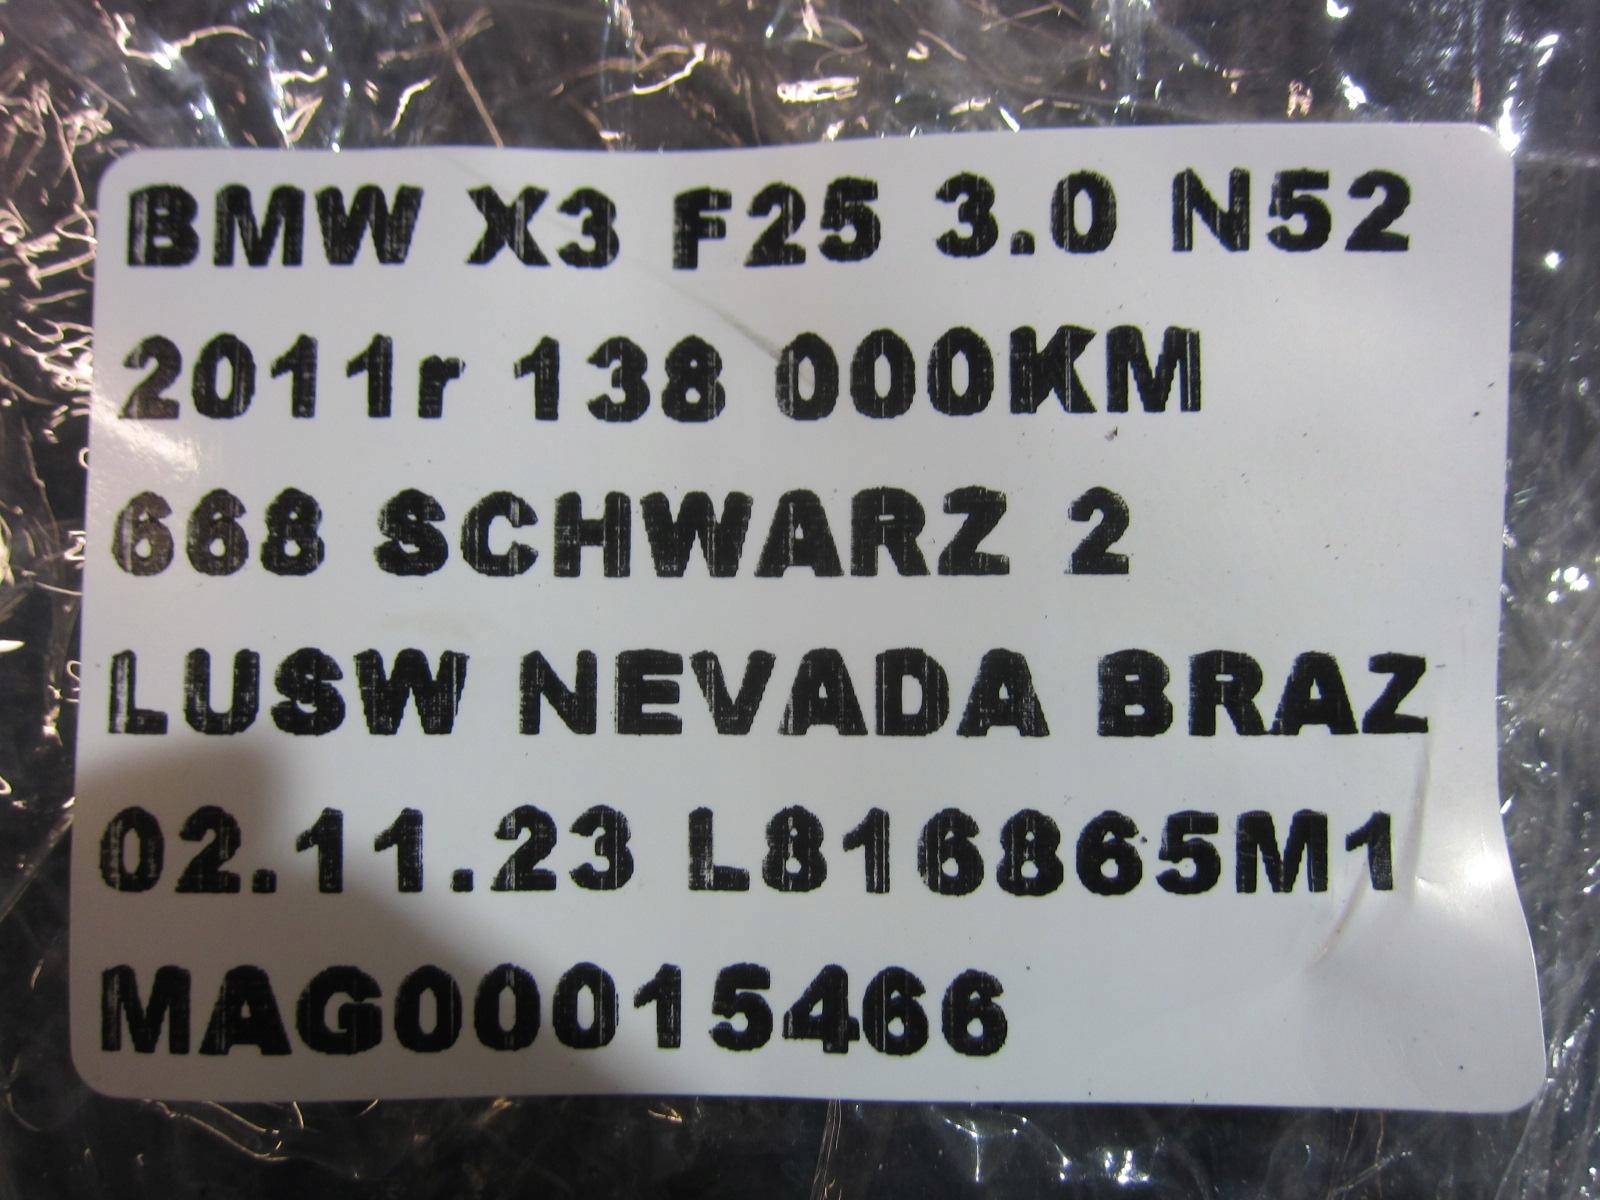 BMW X3 F25 3.0 N52
2011r 138 000KM
668 SCHWARZ 2
LUSW NEVADA BRAZ
02.11.23 L816865M1
MAG00015466